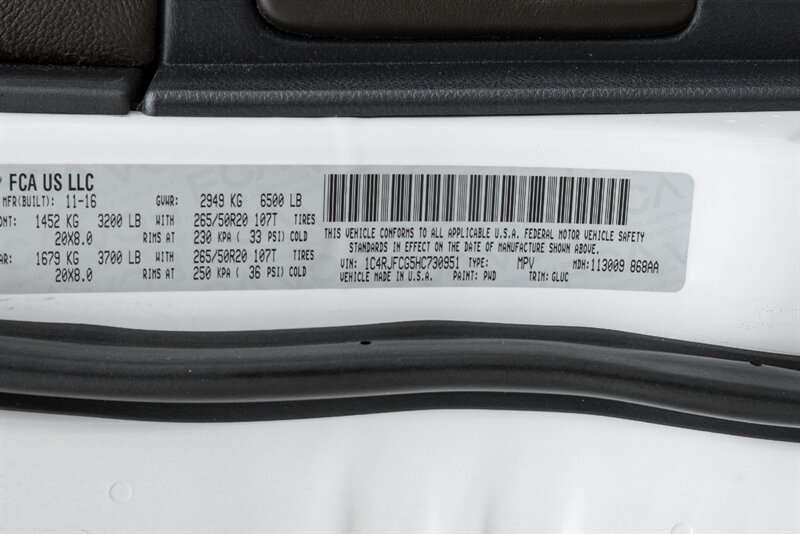 FCA US LLC
MFR(BUILT): 11-16 GVWR: 2949 KG 6500 LB
ONT: 1452 KG 3200 LB WITH 265/50R20 107T TIRES
20X8.0 RIMS AT 230 KPA ( 33 PSI) COLD
AR: 1679 KG 3700 LB WITH 265/50R20 107T TIRES
20X8.0 RIMS AT 250 KPA ( 36 PSI) COLD
THIS VEHICLE CONFORMS TO ALL APPLICABLE U.S.A. FEDERAL MOTOR VEHICLE SAFETY
STANDARDS IN EFFECT ON THE DATE OF MANUFACTURE SHOWN ABOVE.
VIN: 1C4RJFCG5HC730951 TYPE: MPV MDH:113009 868AA
VEHICLE MADE IN U.S.A. PAINT: PWD TRIM: GLUC